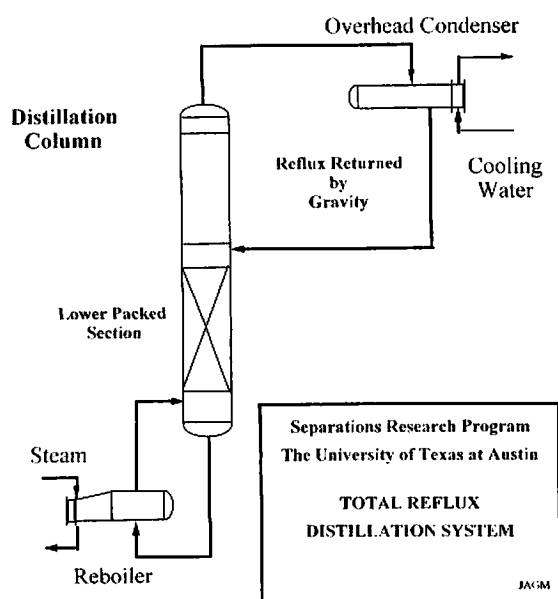 Overhead Condenser
Distillation
Column
Reflux Returned
by
Gravity
Cooling
Water
Lower Packed
Section
Steam
Reboiler
Separations Research Program
The University of Texas at Austin
TOTAL REFLUX
DISTILLATION SYSTEM
JAGM